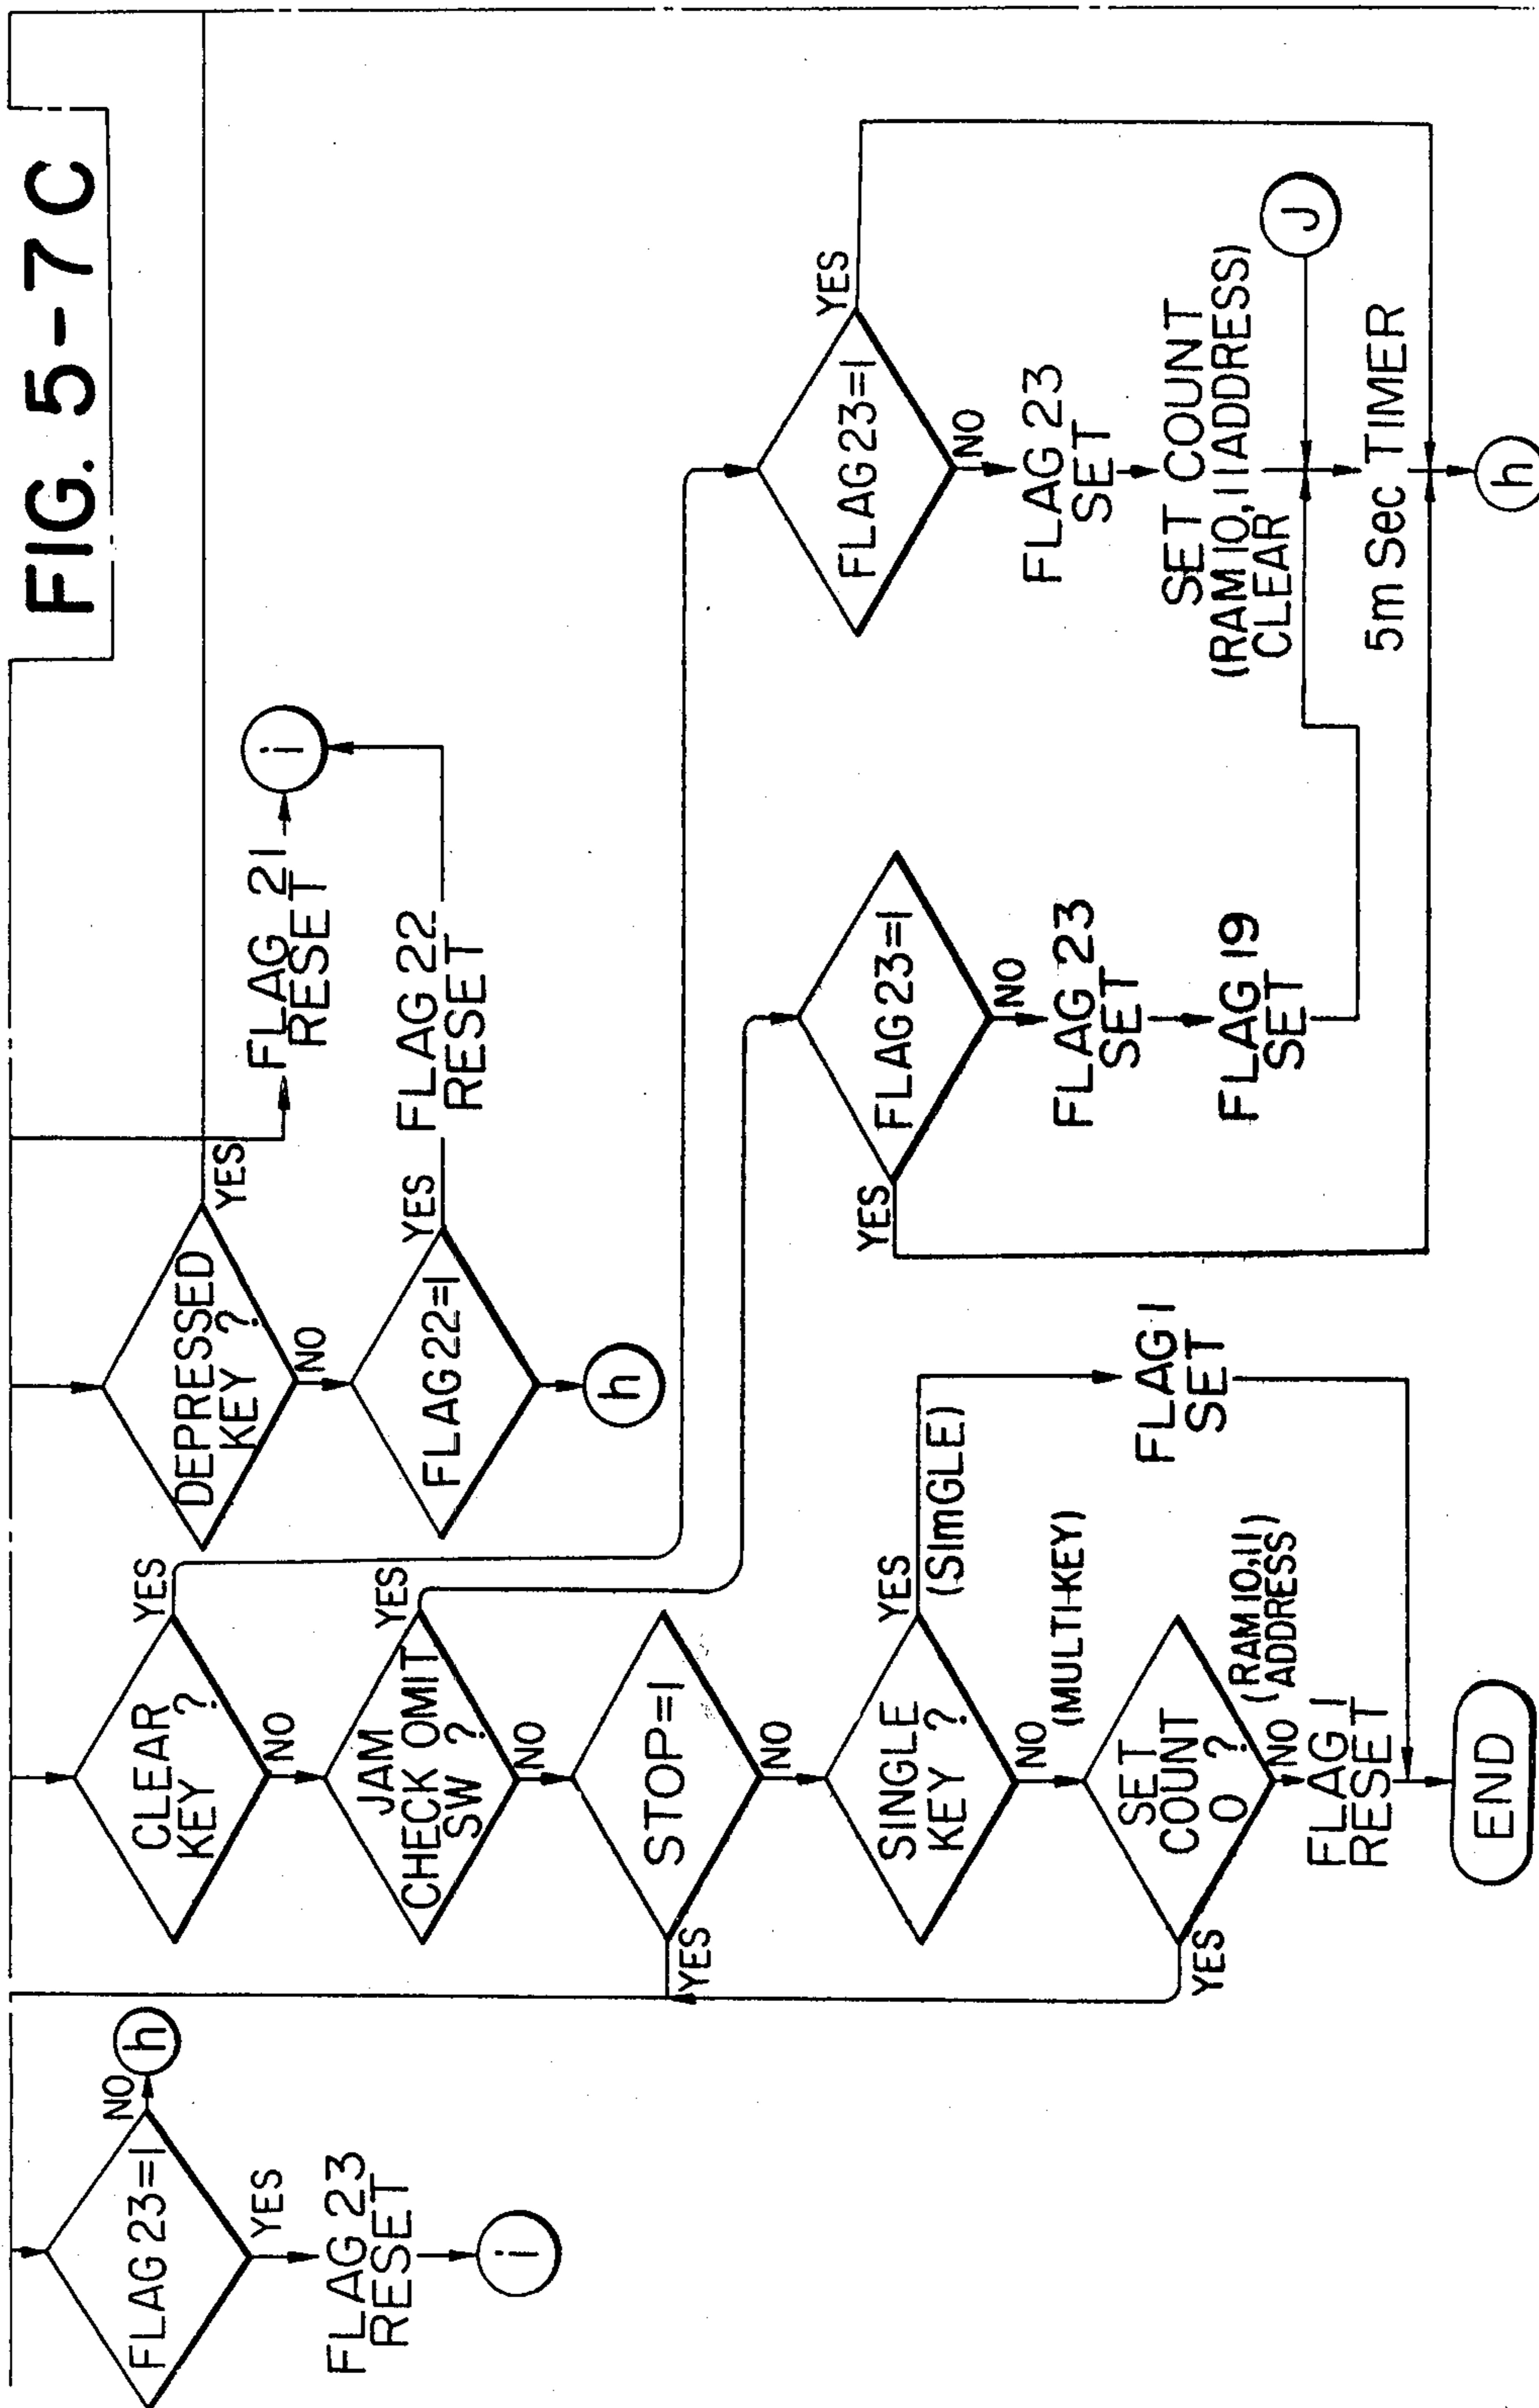 FIG. 5-7C
FLAG 23=1
NO
h
YES
FLAG 23
RESET
i
CLEAR
KEY ?
YES
NO
JAM
CHECK OMIT
SW ?
YES
NO
STOP=1
YES
NO
SINGLE
KEY ?
YES
(SImGLE)
NO
(MULTI-KEY)
SET
COUNT
O ?
YES
NO
(RAM 10,11)
ADDRESS
FLAG 1
RESET
FLAG 1
SET
END
DEPRESSED
KEY ?
YES
NO
FLAG 21
RESET
i
FLAG 22=1
YES
FLAG 22
RESET
h
FLAG 23=1
YES
NO
FLAG 23
SET
FLAG 19
SET
FLAG 23=1
YES
NO
FLAG 23
SET
SET COUNT
(RAM 10,11 ADDRESS)
CLEAR
J
5m Sec TIMER
h